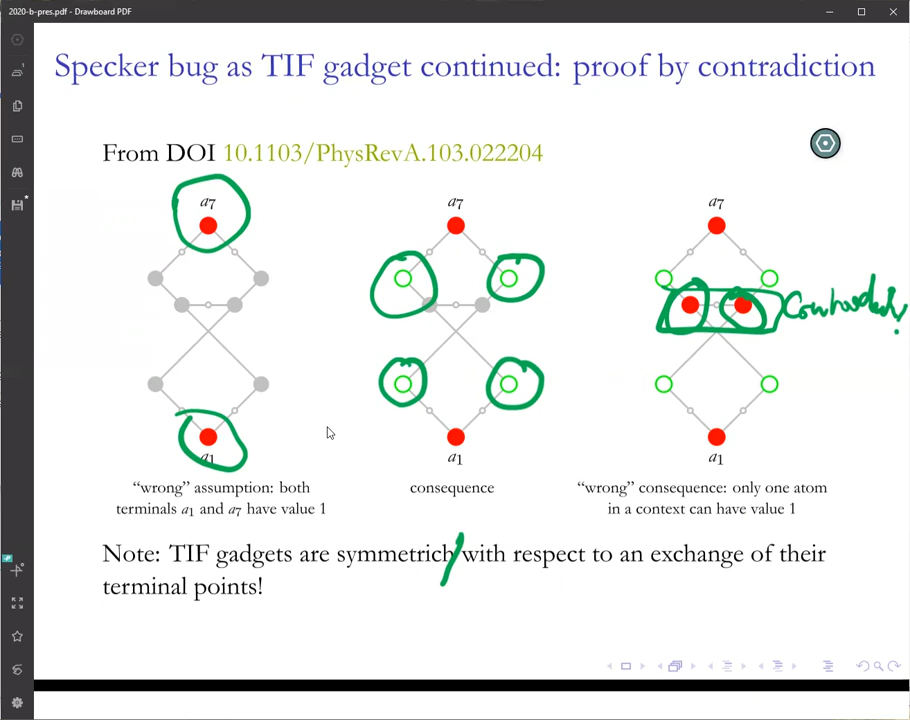 2020-b-pres.pdf - Drawboard PDF
Specker bug as TIF gadget continued: proof by contradiction
From DOI 10.1103/PhysRevA.103.022204
a7
a7
a7
a1
a1
a1
“wrong” assumption: both
terminals a1 and a7 have value 1
consequence
“wrong” consequence: only one atom
in a context can have value 1
Note: TIF gadgets are symmetrich with respect to an exchange of their
terminal points!